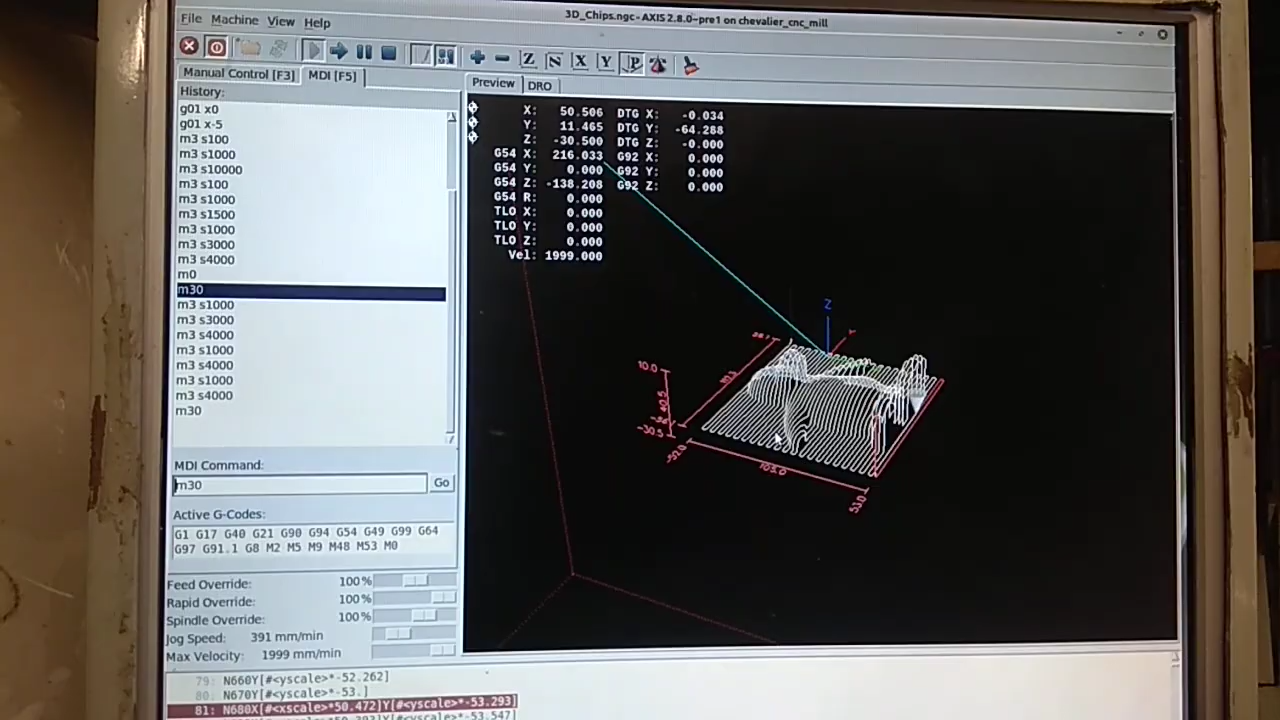 3D_Chips.ngc - AXIS 2.8.0~pre1 on chevalier_cnc_mill
File Machine View Help
Z N X Y P
Manual Control [F3] MDI [F5]
Preview DRO
History:
g01 x0
g01 x-5
m3 s100
m3 s1000
m3 s10000
m3 s100
m3 s1000
m3 s1500
m3 s1000
m3 s3000
m3 s4000
m0
m30
m3 s1000
m3 s3000
m3 s4000
m3 s1000
m3 s4000
m3 s1000
m3 s4000
m30
MDI Command:
m30 Go
Active G-Codes:
G1 G17 G40 G21 G90 G94 G54 G49 G99 G64
G97 G91.1 G8 M2 M5 M9 M48 M53 M0
Feed Override: 100%
Rapid Override: 100%
Spindle Override: 100%
Jog Speed: 391 mm/min
Max Velocity: 1999 mm/min
X: 50.506 DTG X: -0.034
Y: 11.465 DTG Y: -64.288
Z: -30.500 DTG Z: -0.000
G54 X: 216.033 G92 X: 0.000
G54 Y: 0.000 G92 Y: 0.000
G54 Z: -138.208 G92 Z: 0.000
G54 R: 0.000
TLO X: 0.000
TLO Y: 0.000
TLO Z: 0.000
Vel: 1999.000
Z
Y
10.0
40.5
-30.5
-52.0
105.0
53.0
79: N660Y[#<yscale>*-52.262]
80: N670Y[#<yscale>*-53.]
81: N680X[#<xscale>*50.472]Y[#<yscale>*-53.293]